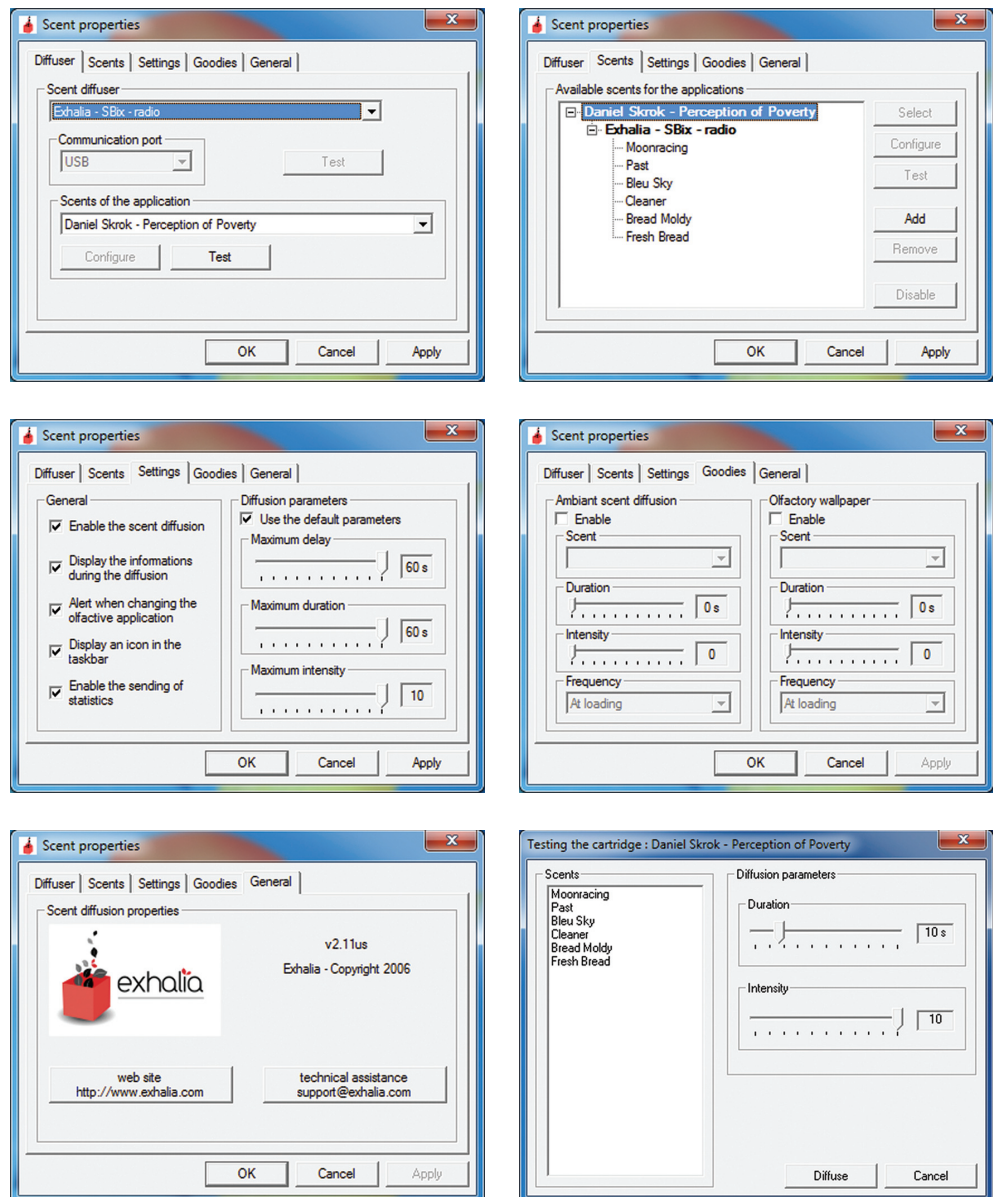 Scent properties
Diffuser Scents Settings Goodies General
Scent diffuser
Exhalia - SBix - radio
Communication port
USB
Test
Scents of the application
Daniel Skrok - Perception of Poverty
Configure Test
OK Cancel Apply
Scent properties
Diffuser Scents Settings Goodies General
Available scents for the applications
Daniel Skrok - Perception of Poverty
Exhalia - SBix - radio
Moonracing
Past
Bleu Sky
Cleaner
Bread Moldy
Fresh Bread
Select
Configure
Test
Add
Remove
Disable
OK Cancel Apply
Scent properties
Diffuser Scents Settings Goodies General
General
Enable the scent diffusion
Display the informations
during the diffusion
Alert when changing the
olfactive application
Display an icon in the
taskbar
Enable the sending of
statistics
Diffusion parameters
Use the default parameters
Maximum delay
60 s
Maximum duration
60 s
Maximum intensity
10
OK Cancel Apply
Scent properties
Diffuser Scents Settings Goodies General
Ambiant scent diffusion
Enable
Scent
Duration
0 s
Intensity
0
Frequency
At loading
Olfactory wallpaper
Enable
Scent
Duration
0 s
Intensity
0
Frequency
At loading
OK Cancel Apply
Scent properties
Diffuser Scents Settings Goodies General
Scent diffusion properties
exhalia
v2.11us
Exhalia - Copyright 2006
web site
http://www.exhalia.com
technical assistance
support@exhalia.com
OK Cancel Apply
Testing the cartridge : Daniel Skrok - Perception of Poverty
Scents
Moonracing
Past
Bleu Sky
Cleaner
Bread Moldy
Fresh Bread
Diffusion parameters
Duration
10 s
Intensity
10
Diffuse Cancel